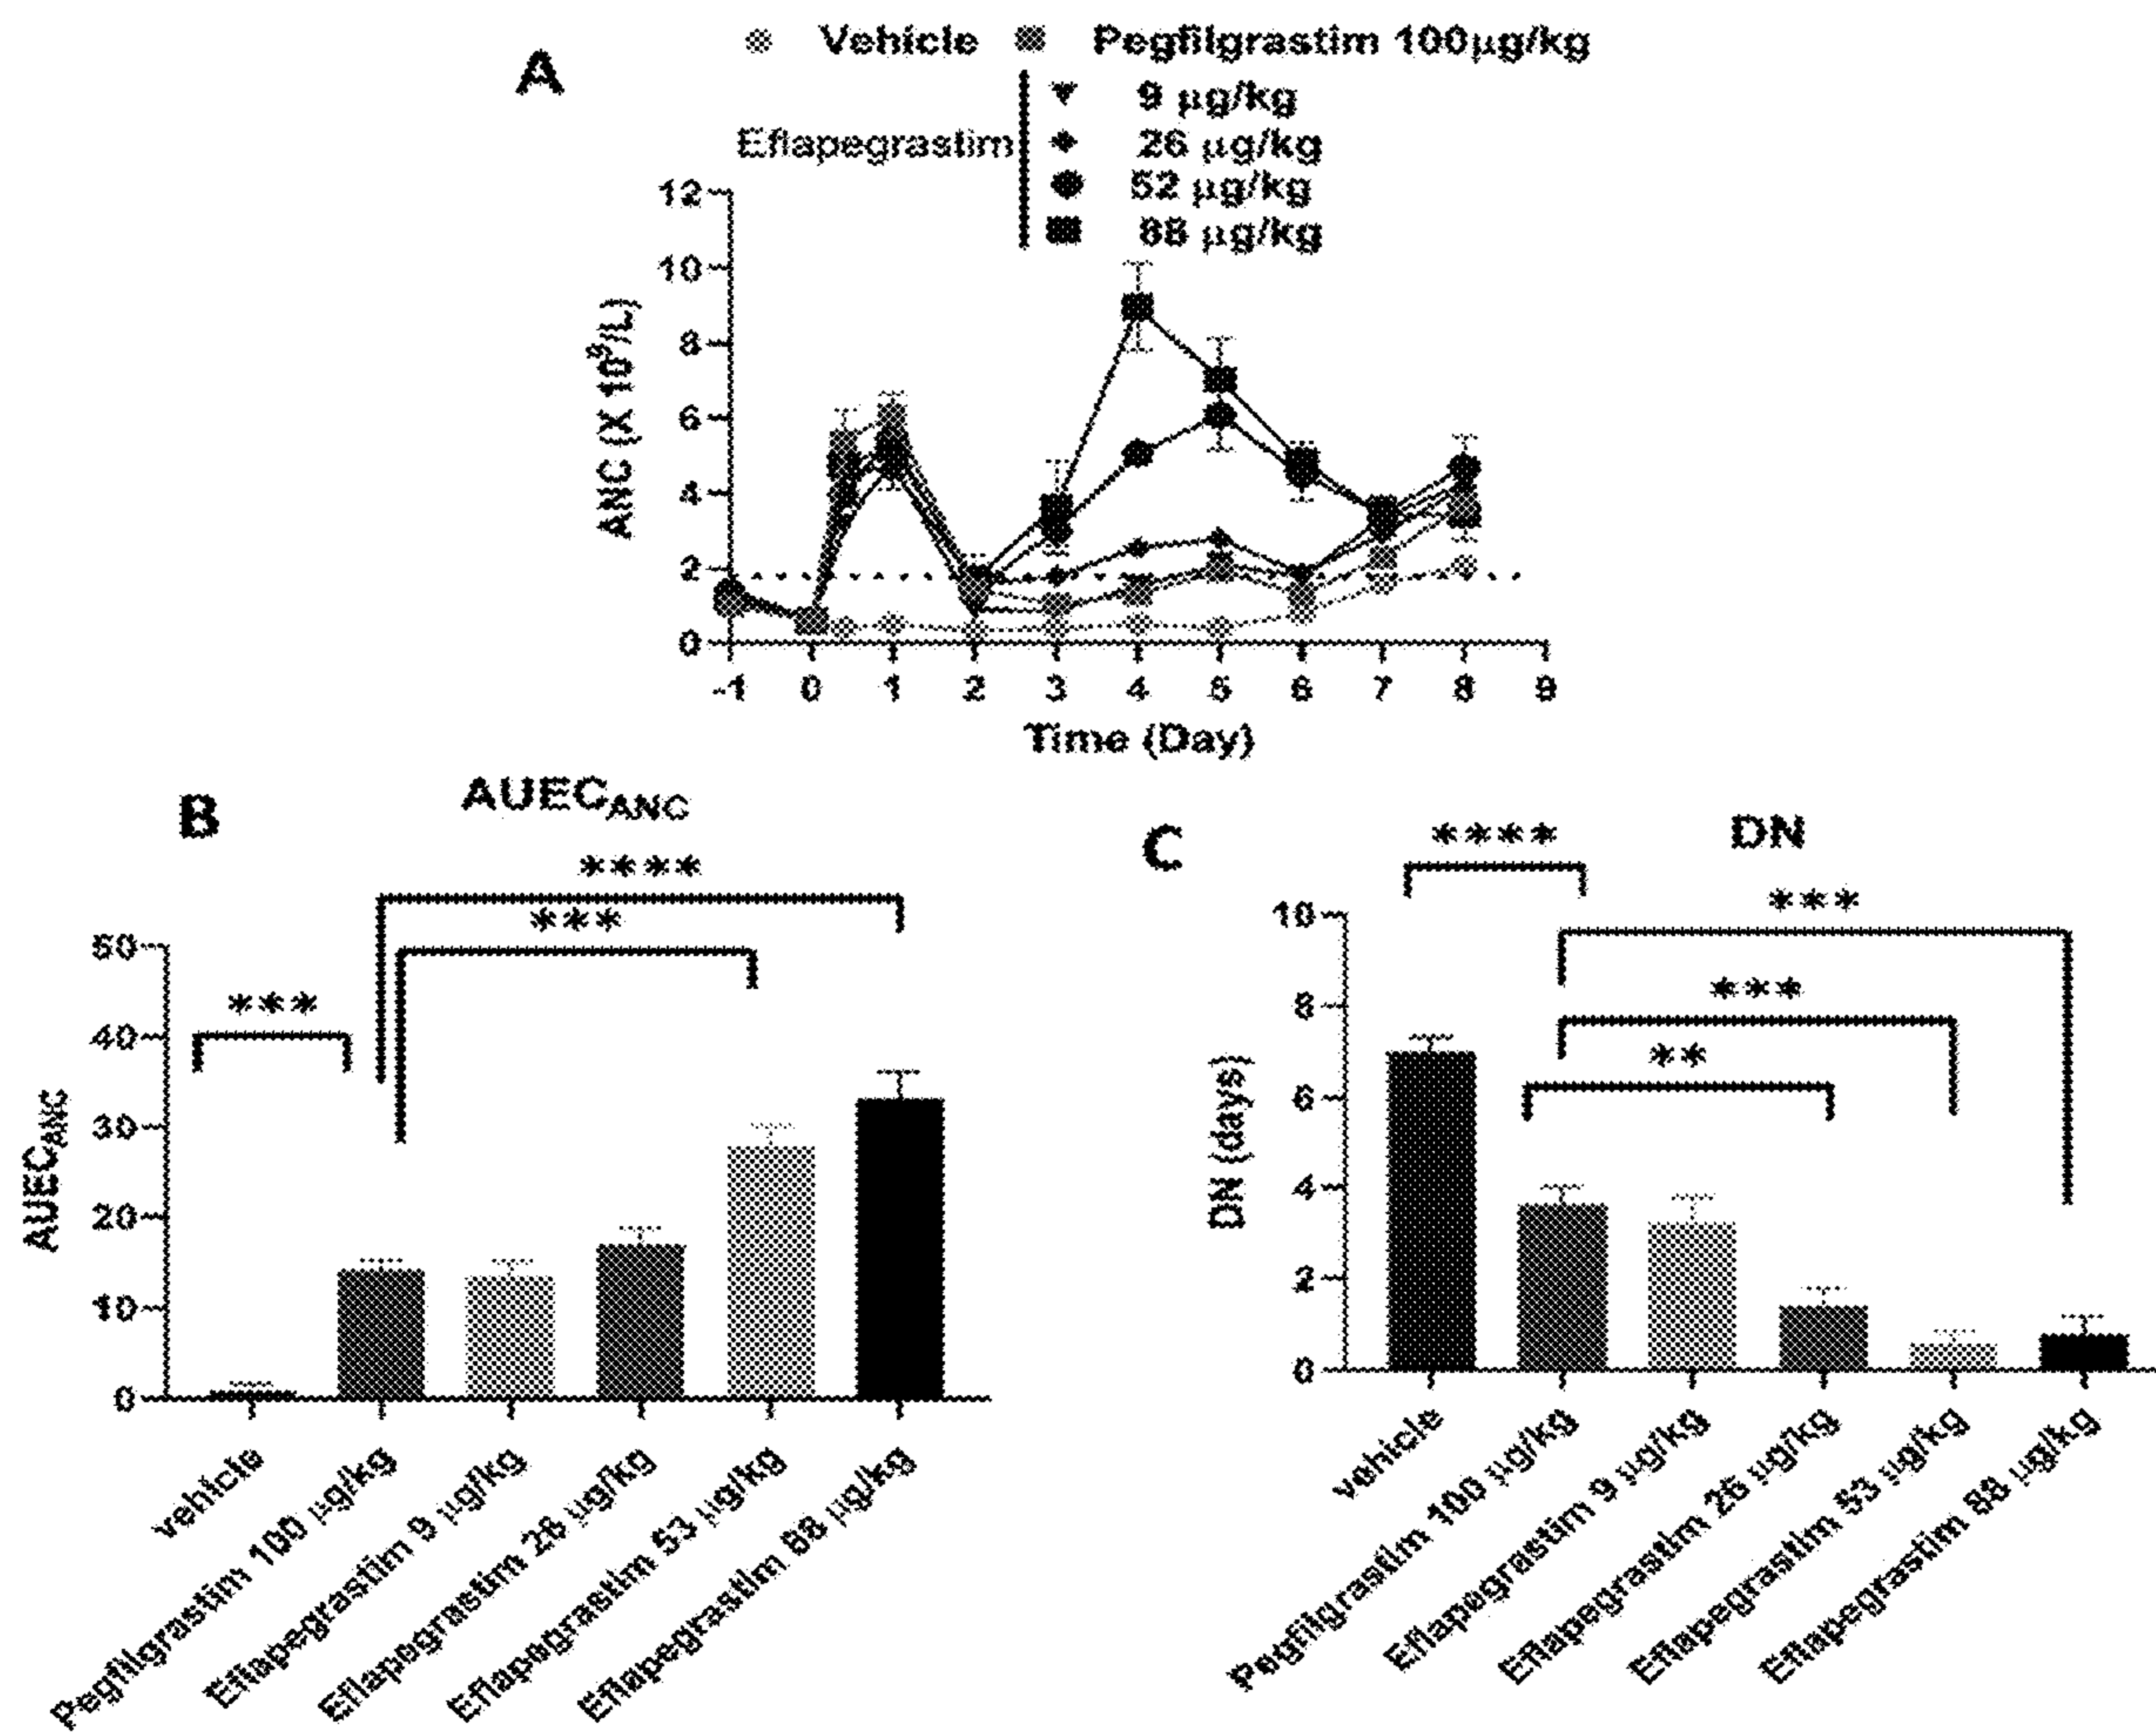 A
Vehicle Pegfilgrastim 100µg/kg
Eflapegrastim
9 µg/kg
26 µg/kg
52 µg/kg
88 µg/kg
ANC (X 10⁹/L)
12
10
8
6
4
2
0
-1 0 1 2 3 4 5 6 7 8 9
Time (Day)
B
AUECANC
****
***
***
AUECANC
50
40
30
20
10
0
vehicle
Pegfilgrastim 100 µg/kg
Eflapegrastim 9 µg/kg
Eflapegrastim 26 µg/kg
Eflapegrastim 53 µg/kg
Eflapegrastim 88 µg/kg
C
DN
****
***
***
**
DN (days)
10
8
6
4
2
0
vehicle
Pegfilgrastim 100 µg/kg
Eflapegrastim 9 µg/kg
Eflapegrastim 26 µg/kg
Eflapegrastim 53 µg/kg
Eflapegrastim 88 µg/kg